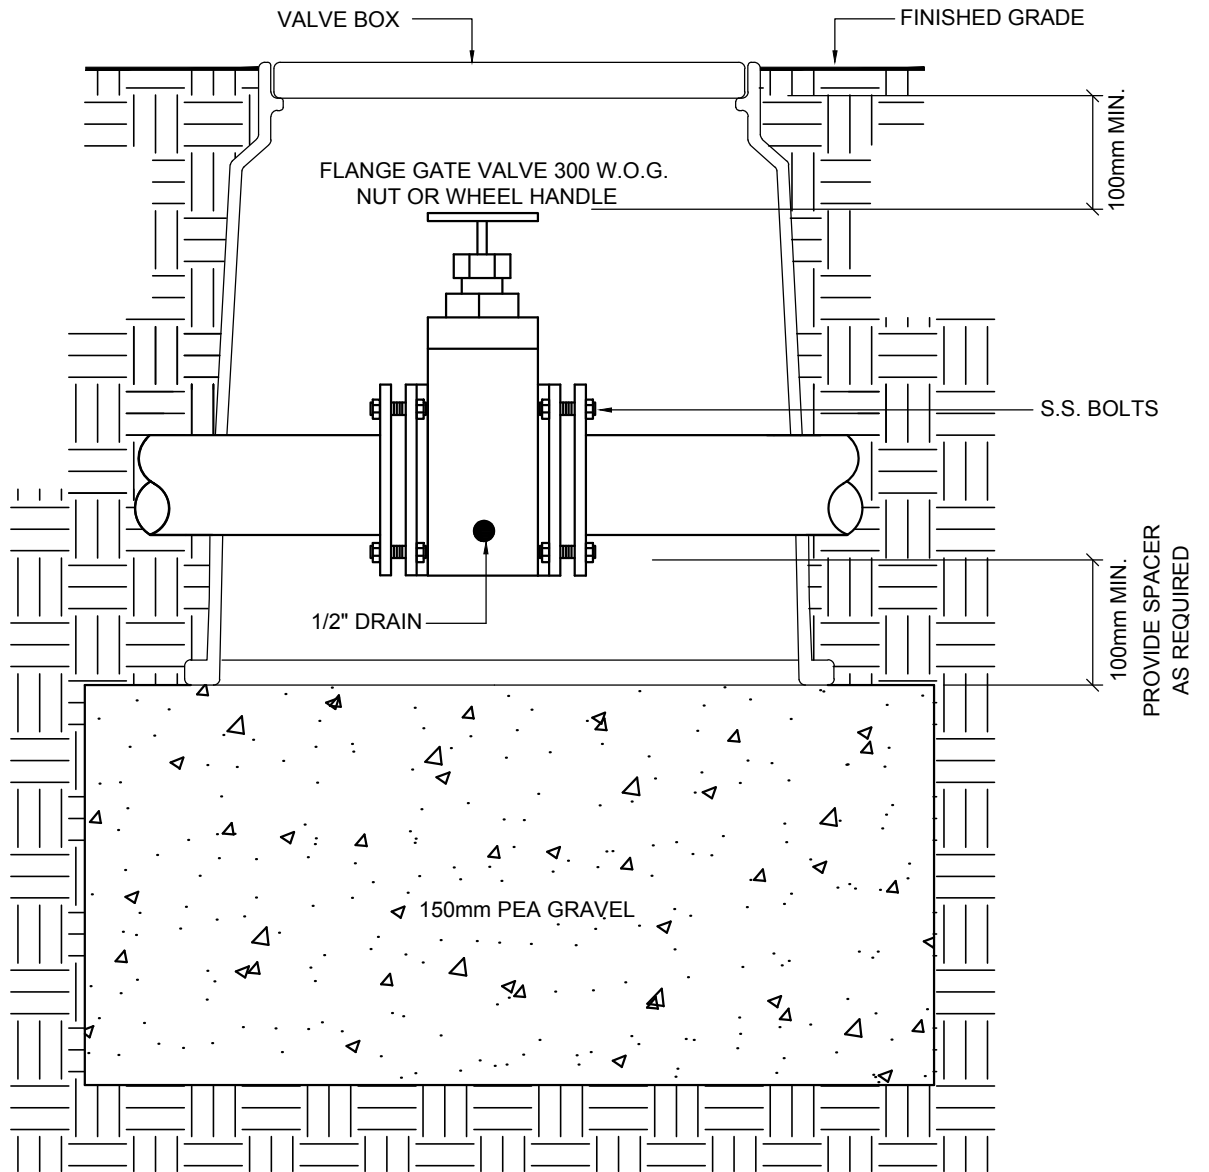 VALVE BOX
FINISHED GRADE
100mm MIN.
FLANGE GATE VALVE 300 W.O.G.
NUT OR WHEEL HANDLE
S.S. BOLTS
1/2" DRAIN
100mm MIN.
PROVIDE SPACER
AS REQUIRED
150mm PEA GRAVEL